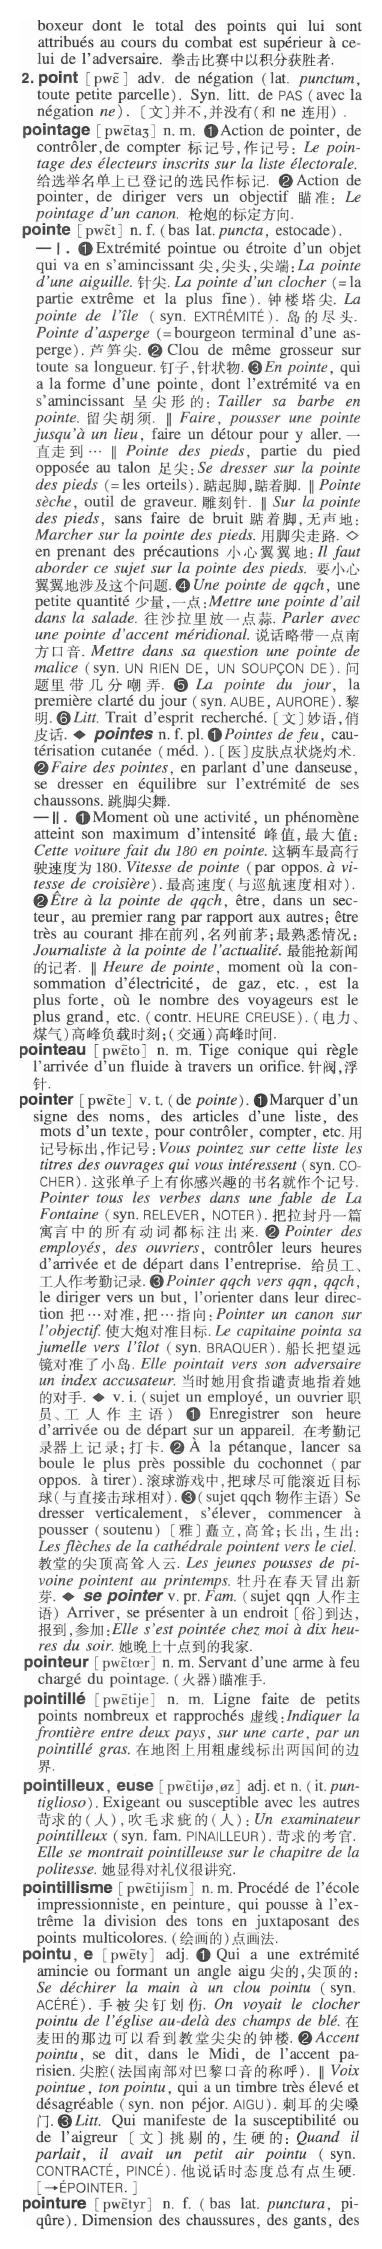 boxeur dont le total des points qui lui sont
attribués au cours du combat est supérieur à ce-
lui de l'adversaire. 拳击比赛中以积分获胜者.
2. point [pwɛ̃] adv. de négation (lat. punctum,
toute petite parcelle). Syn. litt. de PAS (avec la
négation ne). 〔文〕并不,并没有(和 ne 连用) .
pointage [pwɛ̃taʒ] n. m. ❶Action de pointer, de
contrôler,de compter 标记号,作记号: Le poin-
tage des électeurs inscrits sur la liste électorale.
给选举名单上已登记的选民作标记. ❷ Action de
pointer, de diriger vers un objectif 瞄准: Le
pointage d'un canon. 枪炮的标定方向.
pointe [pwɛ̃t] n. f. (bas lat. puncta, estocade).
— Ⅰ. ❶ Extrémité pointue ou étroite d'un objet
qui va en s'amincissant 尖,尖头,尖端: La pointe
d'une aiguille. 针尖. La pointe d'un clocher (=la
partie extrême et la plus fine). 钟楼塔尖. La
pointe de l'île ( syn. EXTRÉMITÉ). 岛的尽头.
Pointe d'asperge (=bourgeon terminal d'une as-
perge). 芦笋尖. ❷ Clou de même grosseur sur
toute sa longueur. 钉子,针状物. ❸En pointe, qui
a la forme d'une pointe, dont l'extrémité va en
s'amincissant 呈尖形的: Tailler sa barbe en
pointe. 留尖胡须. ‖ Faire, pousser une pointe
jusqu'à un lieu, faire un détour pour y aller. 一
直走到… ‖ Pointe des pieds, partie du pied
opposée au talon 足尖: Se dresser sur la pointe
des pieds (=les orteils). 踮起脚,踮着脚. ‖ Pointe
sèche, outil de graveur. 雕刻针. ‖ Sur la pointe
des pieds, sans faire de bruit 踮着脚,无声地:
Marcher sur la pointe des pieds. 用脚尖走路. ◇
en prenant des précautions 小心翼翼地: Il faut
aborder ce sujet sur la pointe des pieds. 要小心
翼翼地涉及这个问题. ❹ Une pointe de qqch, une
petite quantité 少量,一点: Mettre une pointe d'ail
dans la salade. 往沙拉里放一点蒜. Parler avec
une pointe d'accent méridional. 说话略带一点南
方口音. Mettre dans sa question une pointe de
malice (syn. UN RIEN DE, UN SOUPÇON DE). 问
题里带几分嘲弄. ❺ La pointe du jour, la
première clarté du jour (syn. AUBE, AURORE). 黎
明. ❻ Litt. Trait d'esprit recherché. 〔文〕妙语,俏
皮话. ◆ pointes n. f. pl. ❶Pointes de feu, cau-
térisation cutanée (méd. ). 〔医〕皮肤点状烧灼术.
❷Faire des pointes, en parlant d'une danseuse,
se dresser en équilibre sur l'extrémité de ses
chaussons. 跳脚尖舞.
— Ⅱ. ❶Moment où une activité, un phénomène
atteint son maximum d'intensité 峰值,最大值:
Cette voiture fait du 180 en pointe. 这辆车最高行
驶速度为 180. Vitesse de pointe (par oppos. à vi-
tesse de croisière). 最高速度(与巡航速度相对).
❷Être à la pointe de qqch, être, dans un sec-
teur, au premier rang par rapport aux autres; être
très au courant 排在前列,名列前茅;最熟悉情况:
Journaliste à la pointe de l'actualité. 最能抢新闻
的记者. ‖ Heure de pointe, moment où la con-
sommation d'électricité, de gaz, etc. , est la
plus forte, où le nombre des voyageurs est le
plus grand, etc. (contr. HEURE CREUSE). (电力、
煤气)高峰负载时刻;(交通)高峰时间.
pointeau [pwɛ̃to] n. m. Tige conique qui règle
l'arrivée d'un fluide à travers un orifice. 针阀,浮
针.
pointer [pwɛ̃te] v. t. (de pointe). ❶Marquer d'un
signe des noms, des articles d'une liste, des
mots d'un texte, pour contrôler, compter, etc. 用
记号标出,作记号: Vous pointez sur cette liste les
titres des ouvrages qui vous intéressent (syn. CO-
CHER). 这张单子上有你感兴趣的书名就作个记号.
Pointer tous les verbes dans une fable de La
Fontaine (syn. RELEVER, NOTER). 把拉封丹一篇
寓言中的所有动词都标注出来. ❷ Pointer des
employés, des ouvriers, contrôler leurs heures
d'arrivée et de départ dans l'entreprise. 给员工、
工人作考勤记录. ❸Pointer qqch vers qqn, qqch,
le diriger vers un but, l'orienter dans leur direc-
tion 把…对准,把…指向: Pointer un canon sur
l'objectif. 使大炮对准目标. Le capitaine pointa sa
jumelle vers l'îlot (syn. BRAQUER). 船长把望远
镜对准了小岛. Elle pointait vers son adversaire
un index accusateur. 当时她用食指谴责地指着她
的对手. ◆ v. i. (sujet un employé, un ouvrier 职
员、工人作主语) ❶ Enregistrer son heure
d'arrivée ou de départ sur un appareil. 在考勤记
录器上记录;打卡. ❷ À la pétanque, lancer sa
boule le plus près possible du cochonnet (par
oppos. à tirer). 滚球游戏中,把球尽可能滚近目标
球(与直接击球相对). ❸(sujet qqch 物作主语) Se
dresser verticalement, s'élever, commencer à
pousser (soutenu) 〔雅〕矗立,高耸;长出,生出:
Les flèches de la cathédrale pointent vers le ciel.
教堂的尖顶高耸入云. Les jeunes pousses de pi-
voine pointent au printemps. 牡丹在春天冒出新
芽. ◆ se pointer v. pr. Fam. (sujet qqn 人作主
语) Arriver, se présenter à un endroit 〔俗〕到达,
报到,参加: Elle s'est pointée chez moi à dix heu-
res du soir. 她晚上十点到的我家.
pointeur [pwɛ̃tœr] n. m. Servant d'une arme à feu
chargé du pointage. (火器)瞄准手.
pointillé [pwɛ̃tije] n. m. Ligne faite de petits
points nombreux et rapprochés 虚线: Indiquer la
frontière entre deux pays, sur une carte, par un
pointillé gras. 在地图上用粗虚线标出两国间的边
界.
pointilleux, euse [pwɛ̃tijø,øz] adj. et n. (it. pun-
tiglioso). Exigeant ou susceptible avec les autres
苛求的(人),吹毛求疵的(人): Un examinateur
pointilleux (syn. fam. PINAILLEUR). 苛求的考官.
Elle se montrait pointilleuse sur le chapitre de la
politesse. 她显得对礼仪很讲究.
pointillisme [pwɛ̃tijism] n. m. Procédé de l'école
impressionniste, en peinture, qui pousse à l'ex-
trême la division des tons en juxtaposant des
points multicolores. (绘画的)点画法.
pointu, e [pwɛ̃ty] adj. ❶ Qui a une extrémité
amincie ou formant un angle aigu 尖的,尖顶的:
Se déchirer la main à un clou pointu ( syn.
ACÉRÉ). 手被尖钉划伤. On voyait le clocher
pointu de l'église au-delà des champs de blé. 在
麦田的那边可以看到教堂尖尖的钟楼. ❷ Accent
pointu, se dit, dans le Midi, de l'accent pa-
risien. 尖腔(法国南部对巴黎口音的称呼). ‖ Voix
pointue, ton pointu, qui a un timbre très élevé et
désagréable (syn. non péjor. AIGU). 刺耳的尖嗓
门. ❸ Litt. Qui manifeste de la susceptibilité ou
de l'aigreur 〔文〕挑剔的,生硬的: Quand il
parlait, il avait un petit air pointu ( syn.
CONTRACTÉ, PINCÉ). 他说话时态度总有点生硬.
[→ÉPOINTER. ]
pointure [pwɛ̃tyr] n. f. ( bas lat. punctura, pi-
qûre). Dimension des chaussures, des gants, des